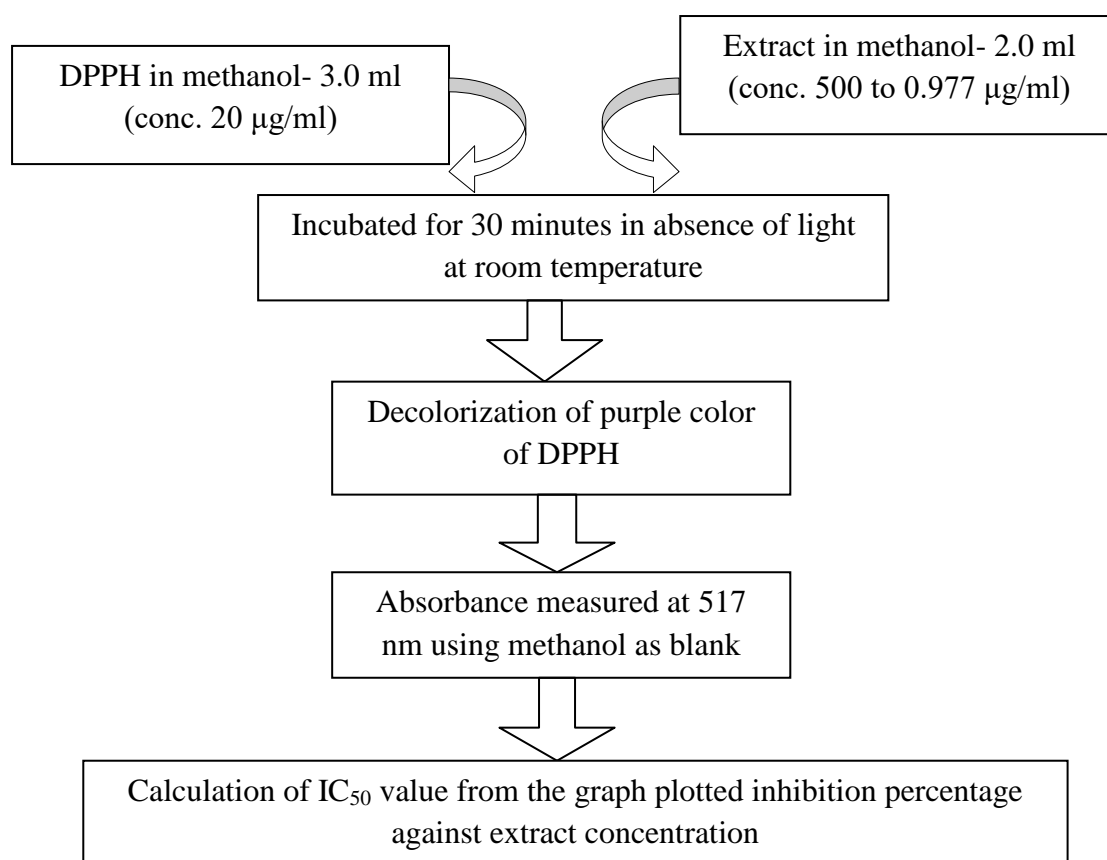 DPPH in methanol- 3.0 ml
(conc. 20 μg/ml)
Extract in methanol- 2.0 ml
(conc. 500 to 0.977 μg/ml)
Incubated for 30 minutes in absence of light
at room temperature
Decolorization of purple color
of DPPH
Absorbance measured at 517
nm using methanol as blank
Calculation of IC₅₀ value from the graph plotted inhibition percentage
against extract concentration